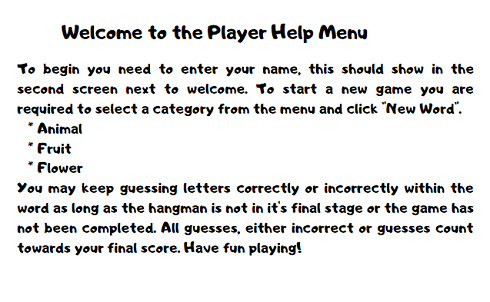 Welcome to the Player Help Menu
To begin you need to enter your name, this should show in the
second screen next to welcome. To start a new game you are
required to select a category from the menu and click "New Word".
* Animal
* Fruit
* Flower
You may keep guessing letters correctly or incorrectly within the
word as long as the hangman is not in it's final stage or the game has
not been completed. All guesses, either incorrect or guesses count
towards your final score. Have fun playing!